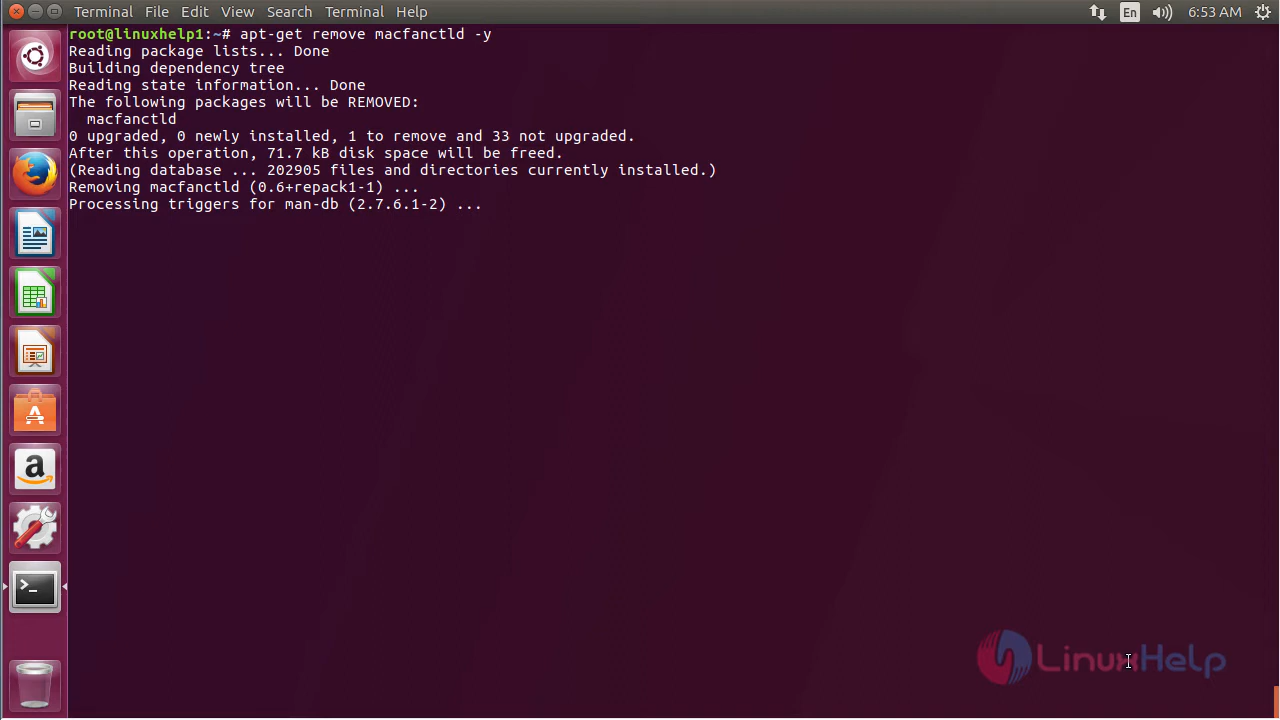 Terminal File Edit View Search Terminal Help En 6:53 AM
root@linuxhelp1:~# apt-get remove macfanctld -y
Reading package lists... Done
Building dependency tree
Reading state information... Done
The following packages will be REMOVED:
  macfanctld
0 upgraded, 0 newly installed, 1 to remove and 33 not upgraded.
After this operation, 71.7 kB disk space will be freed.
(Reading database ... 202905 files and directories currently installed.)
Removing macfanctld (0.6+repack1-1) ...
Processing triggers for man-db (2.7.6.1-2) ...
LinuxHelp